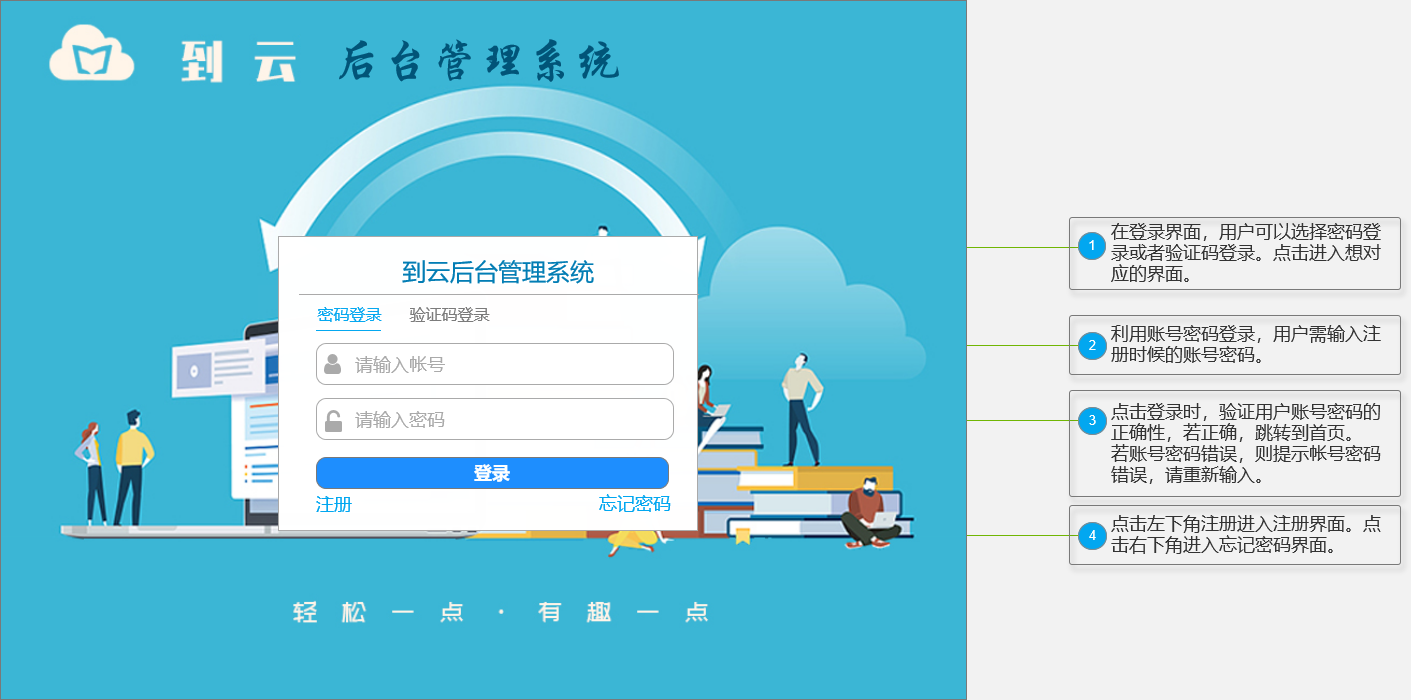 到云 后台管理系统
到云后台管理系统
密码登录 验证码登录
请输入帐号
请输入密码
登录
注册 忘记密码
轻松一点·有趣一点
1
在登录界面，用户可以选择密码登
录或者验证码登录。点击进入想对
应的界面。
2
利用账号密码登录，用户需输入注
册时候的账号密码。
3
点击登录时，验证用户账号密码的
正确性，若正确，跳转到首页。
若账号密码错误，则提示帐号密码
错误，请重新输入。
4
点击左下角注册进入注册界面。点
击右下角进入忘记密码界面。